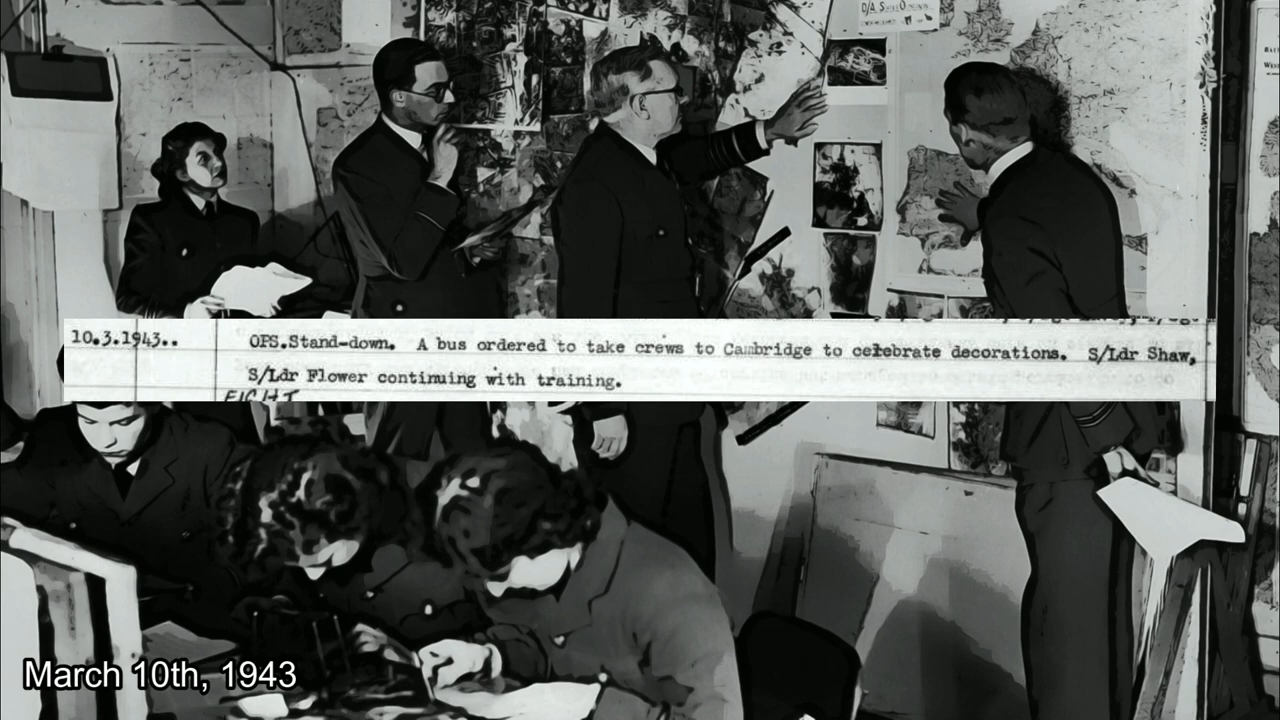 10.3.1943.. OPS.Stand-down. A bus ordered to take crews to Cambridge to celebrate decorations. S/Ldr Shaw,
S/Ldr Flower continuing with training.
March 10th, 1943